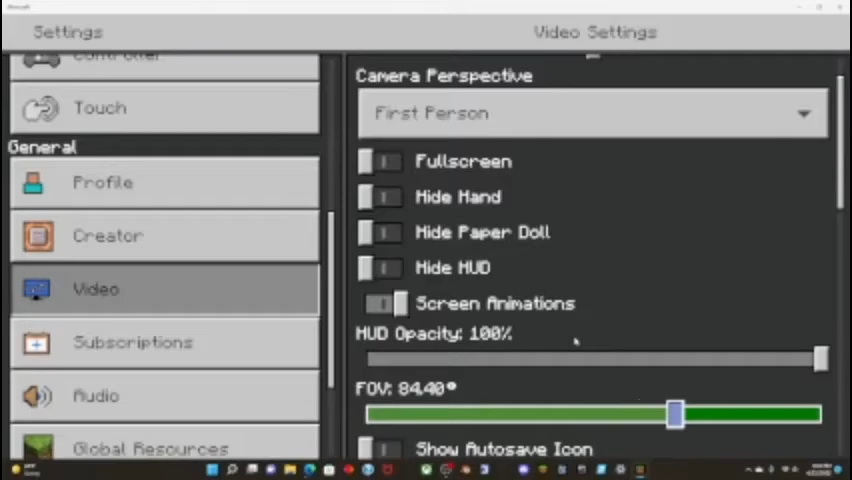 Settings
Video Settings
Controller
Touch
General
Profile
Creator
Video
Subscriptions
Audio
Global Resources
Camera Perspective
First Person
Fullscreen
Hide Hand
Hide Paper Doll
Hide HUD
Screen Animations
HUD Opacity: 100%
FOV: 84.40°
Show Autosave Icon